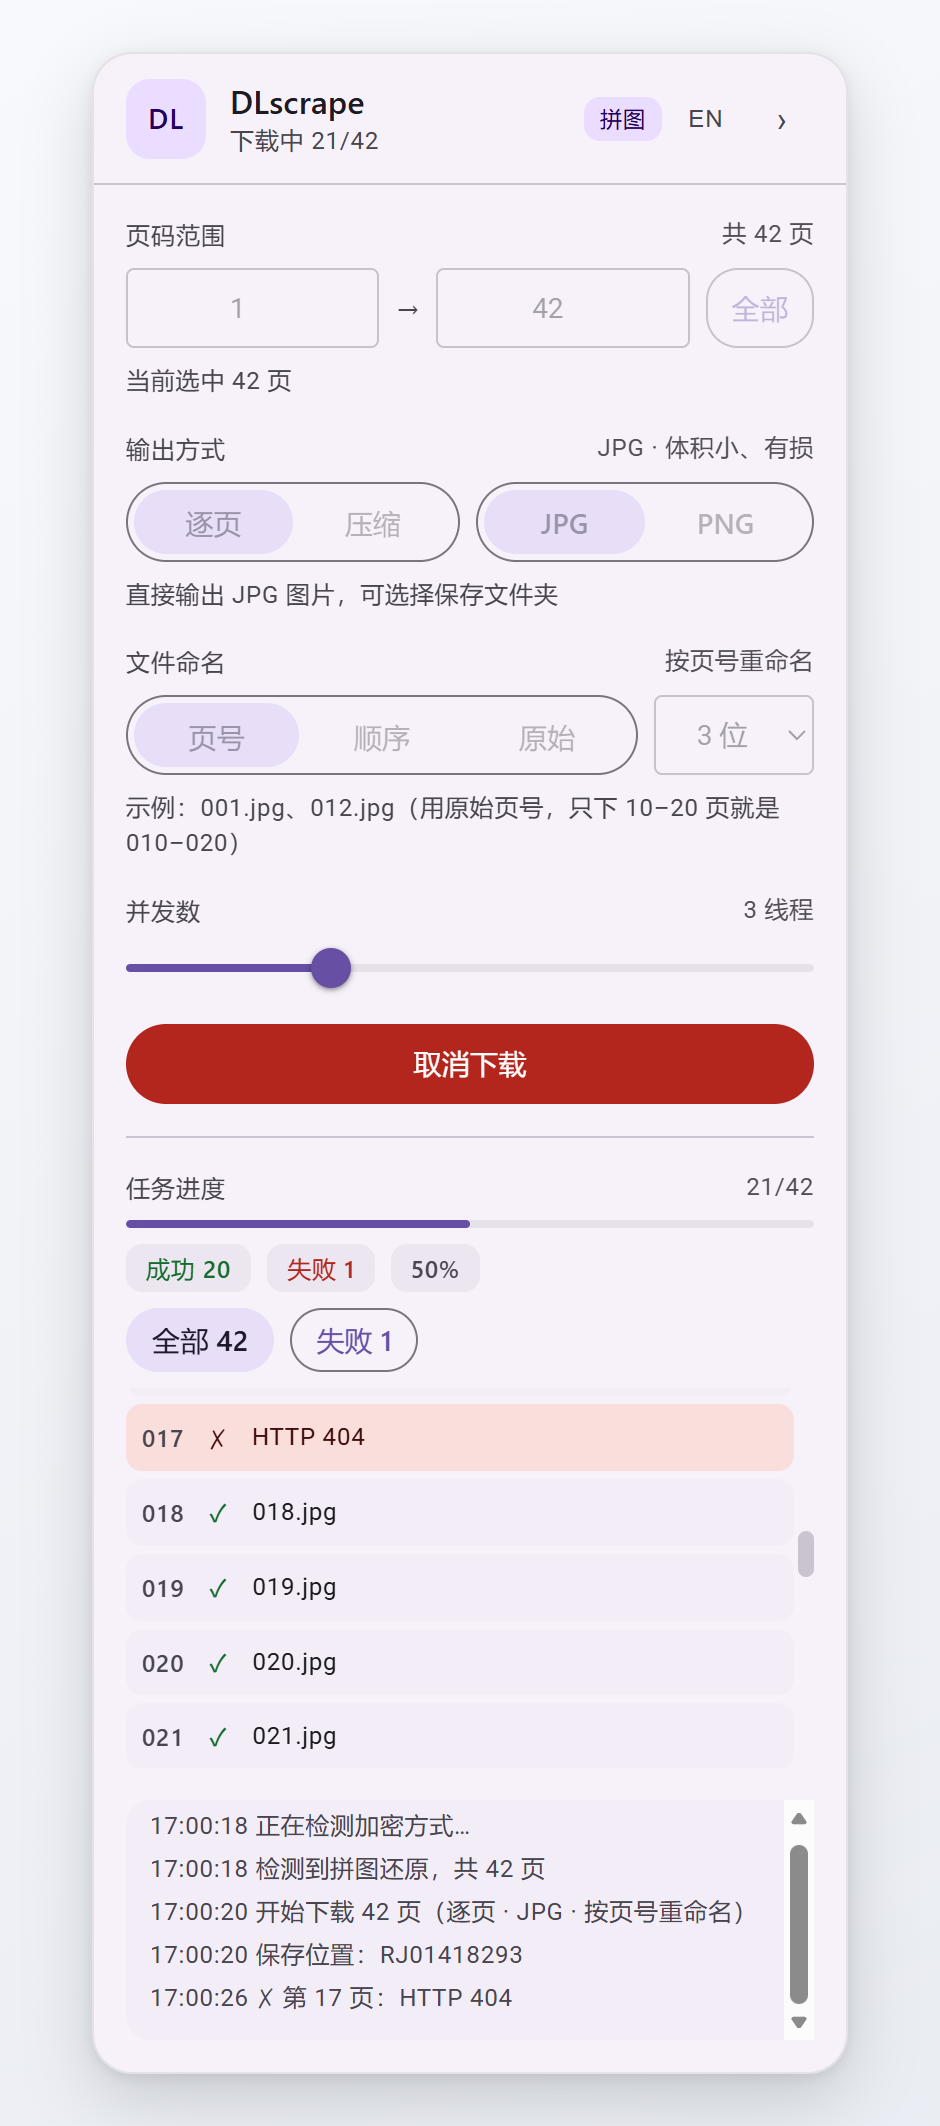 DL
DLscrape
下载中 21/42
拼图
EN
›
页码范围
共 42 页
1
→
42
全部
当前选中 42 页
输出方式
JPG · 体积小、有损
逐页
压缩
JPG
PNG
直接输出 JPG 图片，可选择保存文件夹
文件命名
按页号重命名
页号
顺序
原始
3 位
示例：001.jpg、012.jpg（用原始页号，只下 10–20 页就是
010–020）
并发数
3 线程
取消下载
任务进度
21/42
成功 20
失败 1
50%
全部 42
失败 1
017 ✗ HTTP 404
018 ✓ 018.jpg
019 ✓ 019.jpg
020 ✓ 020.jpg
021 ✓ 021.jpg
17:00:18 正在检测加密方式…
17:00:18 检测到拼图还原，共 42 页
17:00:20 开始下载 42 页（逐页 · JPG · 按页号重命名）
17:00:20 保存位置：RJ01418293
17:00:26 ✗ 第 17 页：HTTP 404